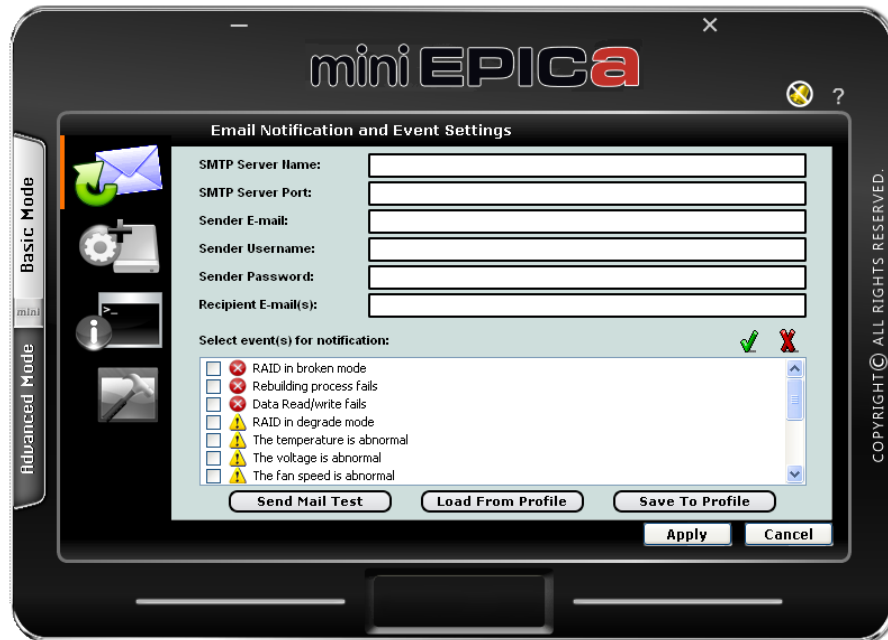 mini EPICa
?
Email Notification and Event Settings
SMTP Server Name:
SMTP Server Port:
Sender E-mail:
Sender Username:
Sender Password:
Recipient E-mail(s):
Select event(s) for notification:
RAID in broken mode
Rebuilding process fails
Data Read/write fails
RAID in degrade mode
The temperature is abnormal
The voltage is abnormal
The fan speed is abnormal
Send Mail Test
Load From Profile
Save To Profile
Apply
Cancel
Basic Mode
mini
Advanced Mode
>_
COPYRIGHT© ALL RIGHTS RESERVED.